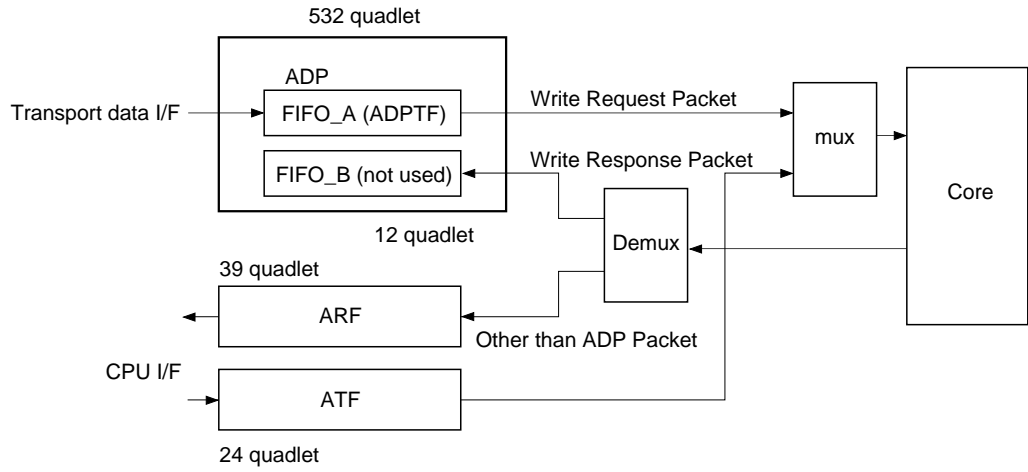 532 quadlet
ADP
Transport data I/F
FIFO_A (ADPTF)
Write Request Packet
mux
FIFO_B (not used)
Write Response Packet
Core
12 quadlet
Demux
39 quadlet
ARF
Other than ADP Packet
CPU I/F
ATF
24 quadlet